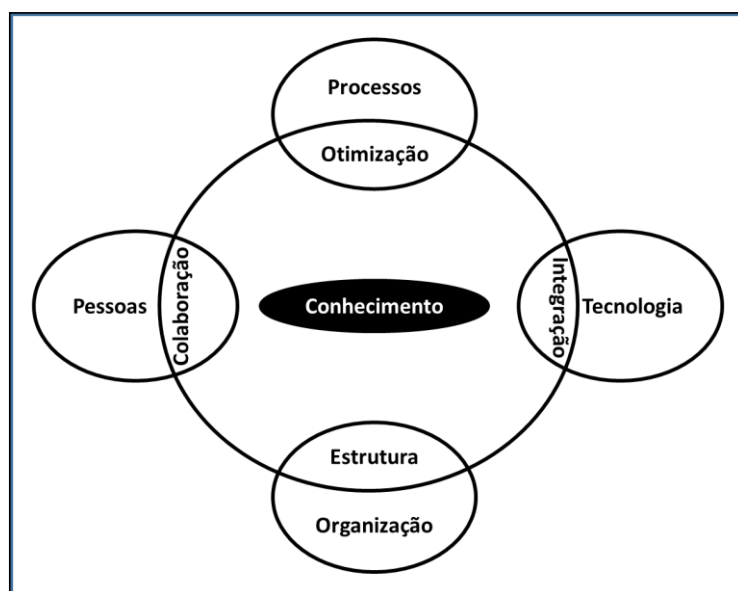 Processos
Otimização
Pessoas
Colaboração
Conhecimento
Integração
Tecnologia
Estrutura
Organização